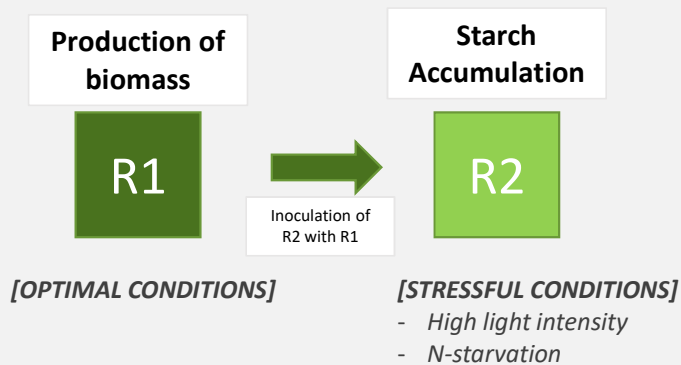 Production of
biomass
Starch
Accumulation
R1
R2
Inoculation of
R2 with R1
[OPTIMAL CONDITIONS]
[STRESSFUL CONDITIONS]
- High light intensity
- N-starvation